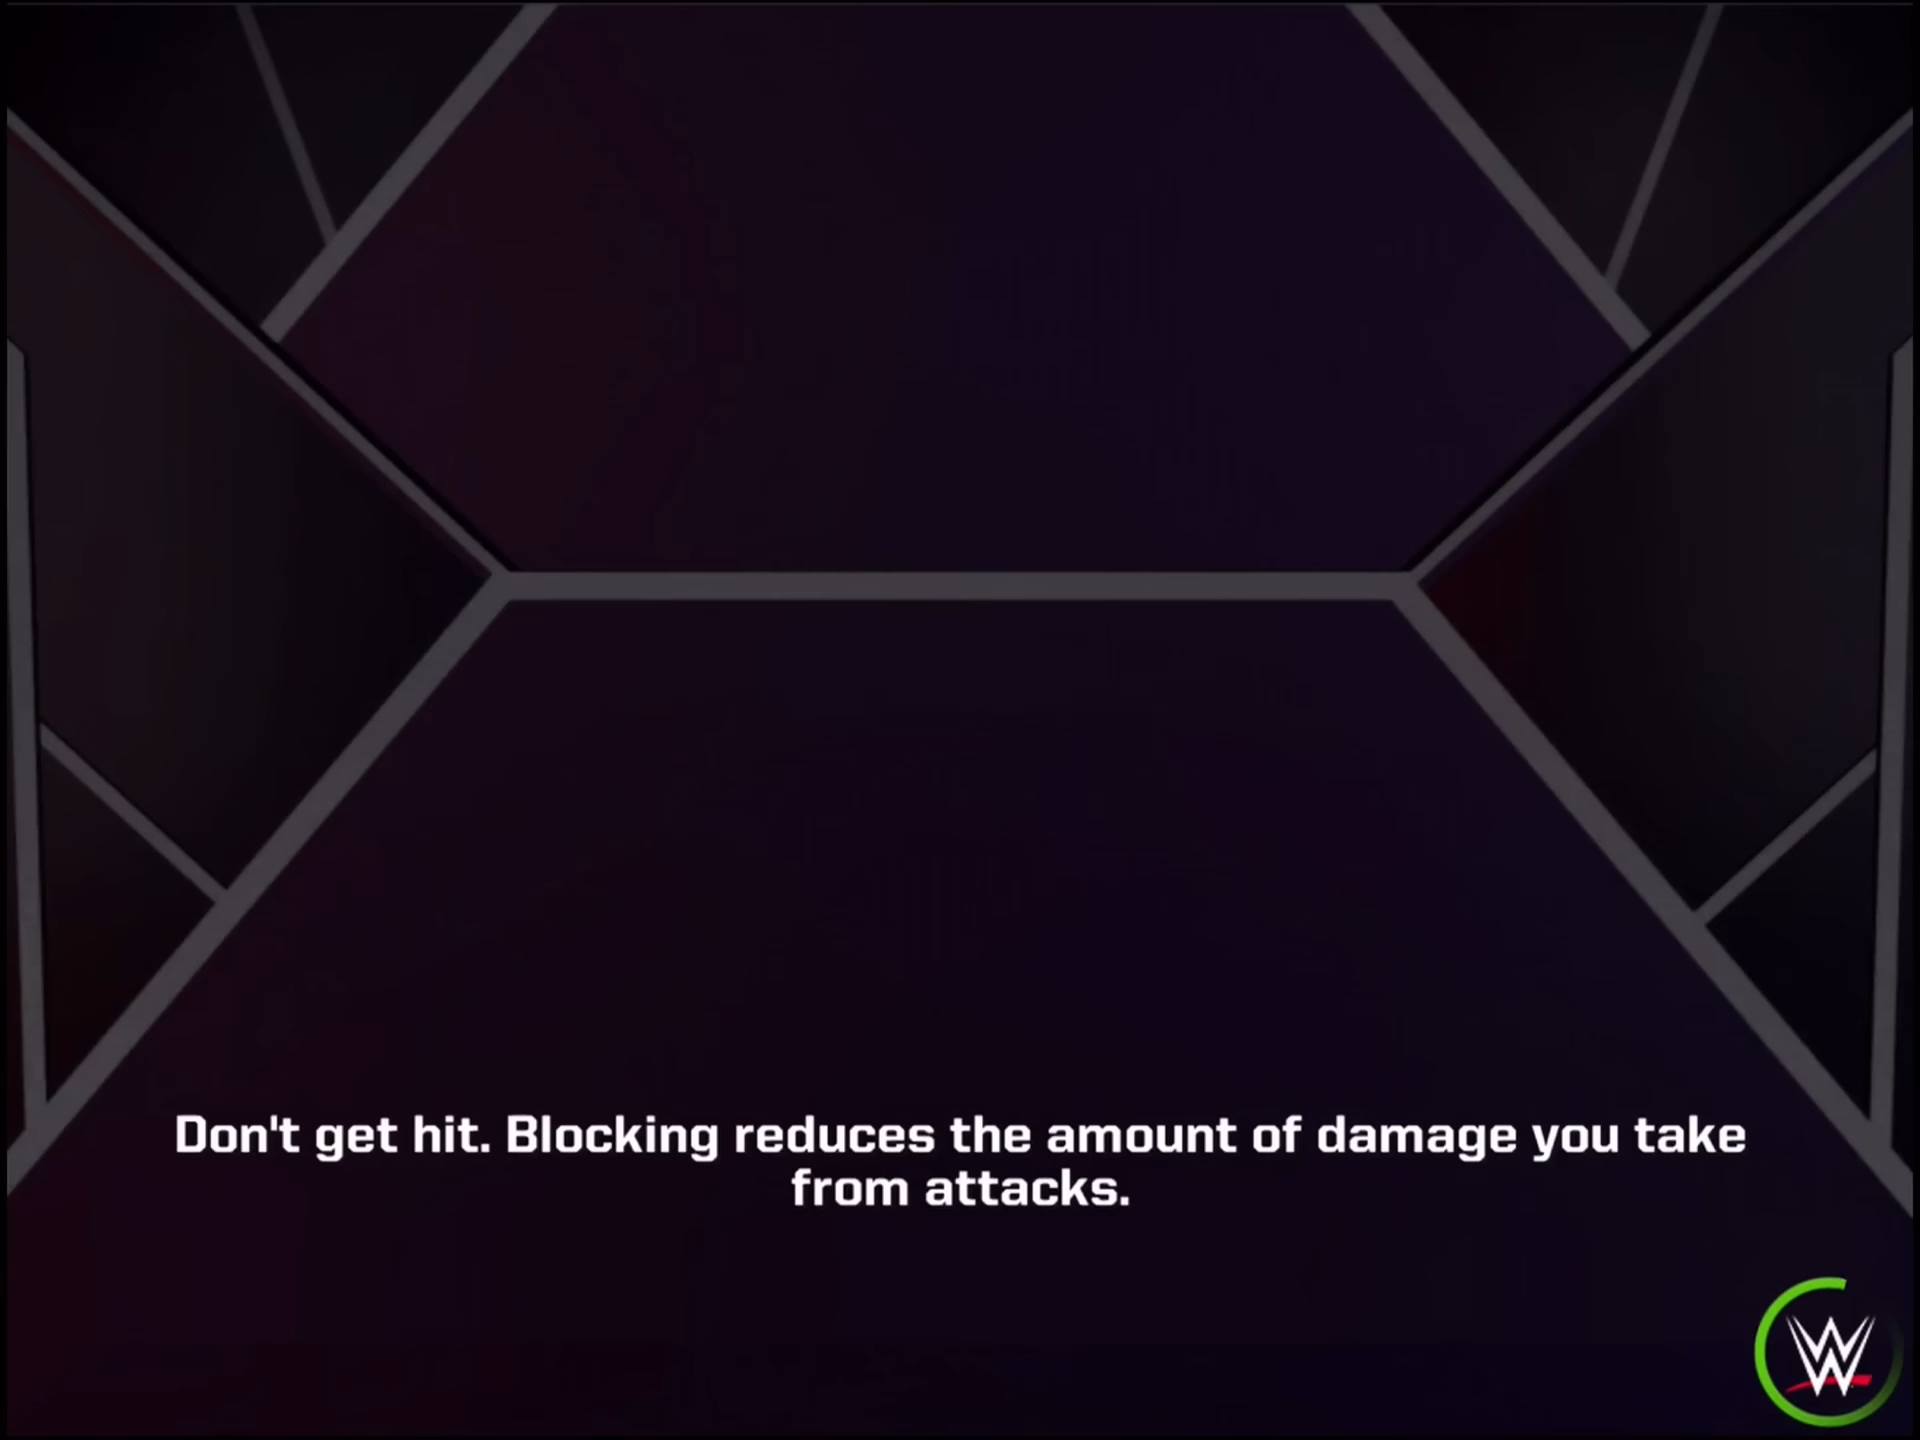 Don't get hit. Blocking reduces the amount of damage you take
from attacks.
W